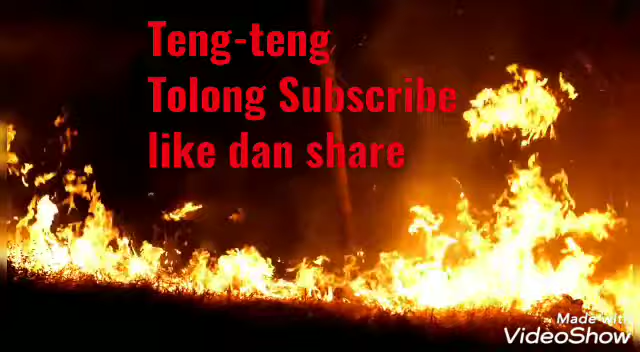 Teng-teng
Tolong Subscribe
like dan share
Made with
VideoShow